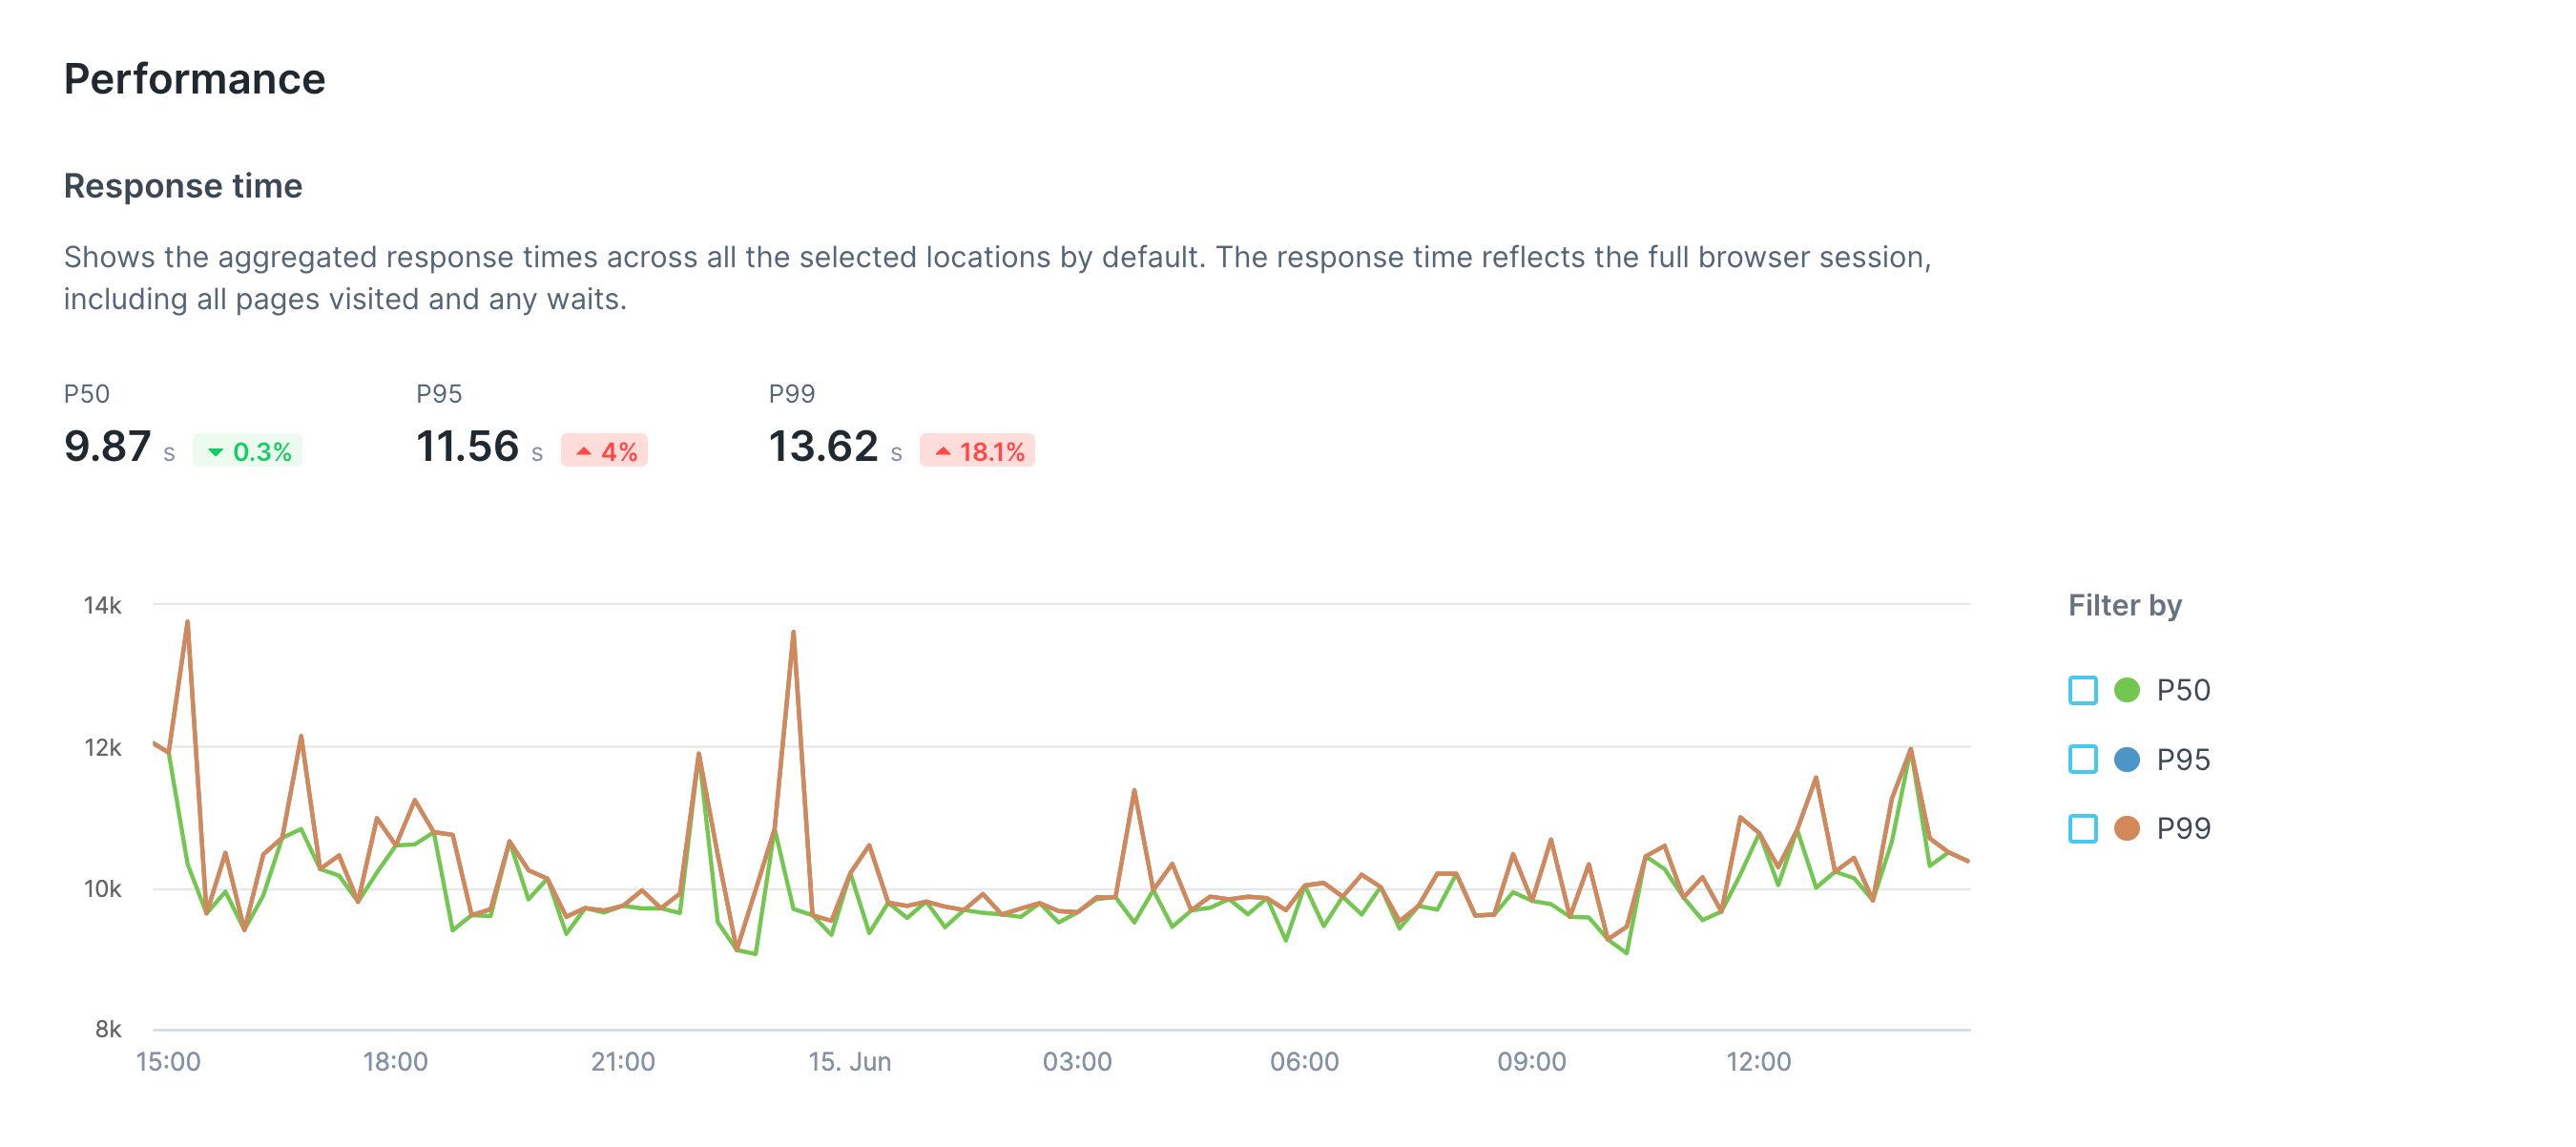 Performance
Response time
Shows the aggregated response times across all the selected locations by default. The response time reflects the full browser session,
including all pages visited and any waits.
P50 P95 P99
9.87 s 0.3% 11.56 s 4% 13.62 s 18.1%
14k
12k
10k
8k
15:00 18:00 21:00 15. Jun 03:00 06:00 09:00 12:00
Filter by
P50
P95
P99